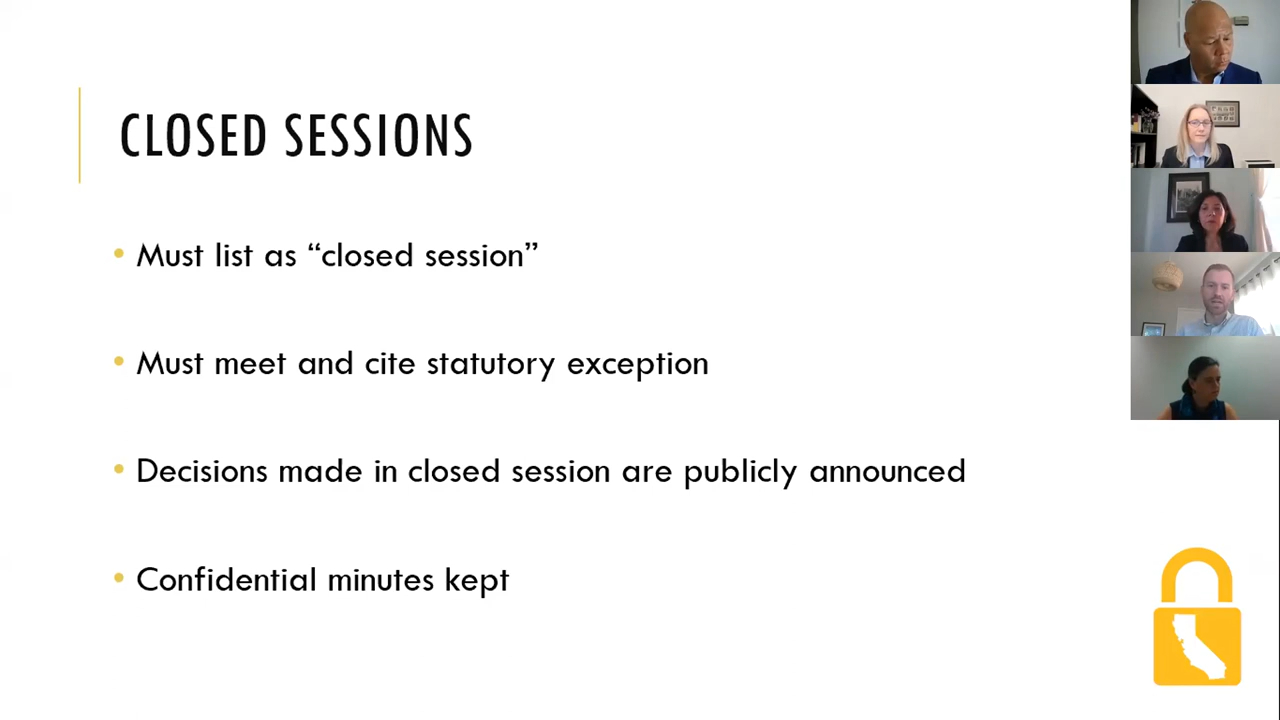 CLOSED SESSIONS
• Must list as “closed session”
• Must meet and cite statutory exception
• Decisions made in closed session are publicly announced
• Confidential minutes kept